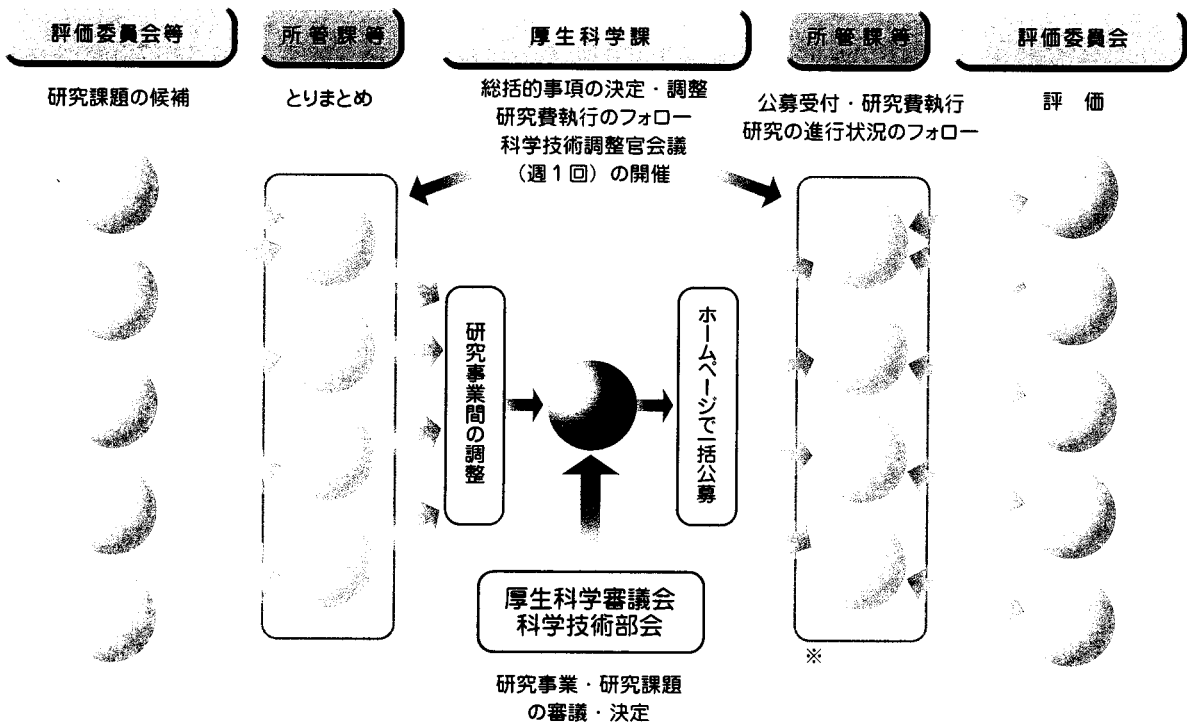 評価委員会等
研究課題の候補
所管課等
とりまとめ
厚生科学課
総括的事項の決定・調整
研究費執行のフォロー
科学技術調整官会議
（週１回）の開催
所管課等
公募受付・研究費執行
研究の進行状況のフォロー
評価委員会
評　価
研究事業間の調整
ホームページで一括公募
厚生科学審議会
科学技術部会
研究事業・研究課題
の審議・決定
※